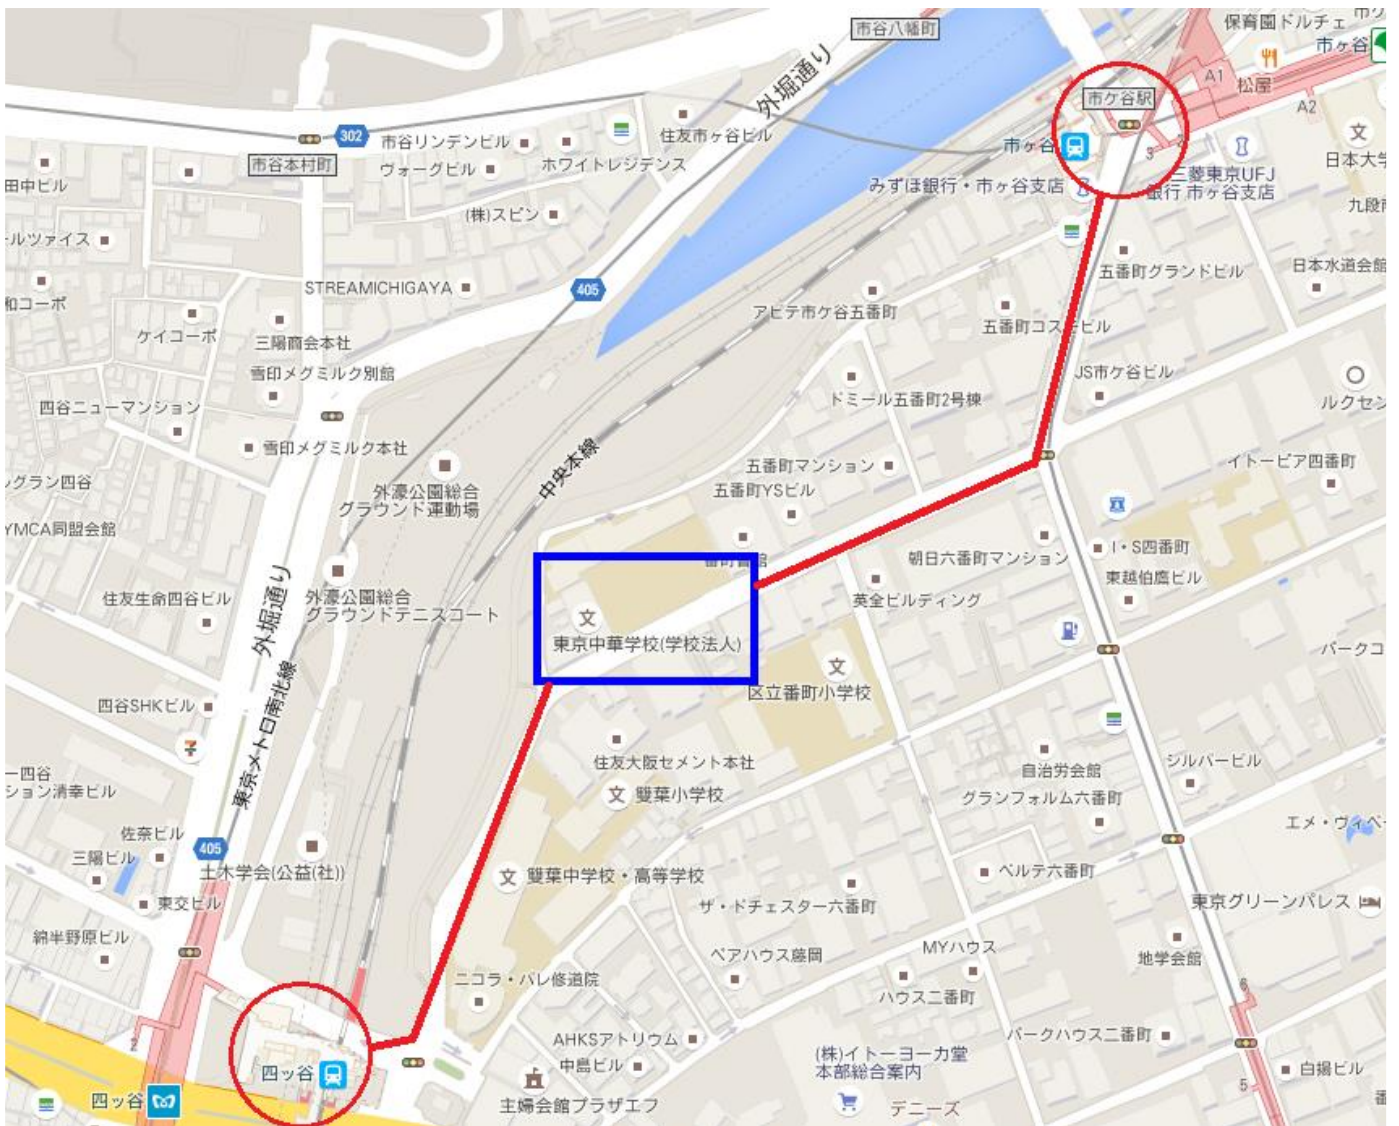 市谷八幡町
保育園ドルチェ
市ヶ谷
外堀通り
A1
松屋
市ケ谷駅
A2
302
市谷リンデンビル
住友市ヶ谷ビル
ホワイトレジデンス
市ヶ谷
3
2
日本大学
市谷本村町
ヴォーグビル
三菱東京UFJ
銀行 市ヶ谷支店
田中ビル
みずほ銀行・市ヶ谷支店
(株)スピン
九段南
ールツァイス
五番町グランドビル
日本水道会館
STREAMICHIGAYA
405
和コーポ
アビテ市ケ谷五番町
ケイコーポ
三陽商会本社
JS市ケ谷ビル
雪印メグミルク別館
四谷ニューマンション
ドミール五番町2号棟
ルクセン
雪印メグミルク本社
中央本線
五番町マンション
イトーピア四番町
グラン四谷
外濠公園総合
グラウンド運動場
五番町YSビル
YMCA同盟会館
朝日六番町マンション
I・S四番町
東越伯鷹ビル
住友生命四谷ビル
外堀通り
外濠公園総合
グラウンドテニスコート
英全ビルディング
東京中華学校(学校法人)
パークコ
東京メトロ南北線
区立番町小学校
四谷SHKビル
住友大阪セメント本社
自治労会館
シルバービル
ー四谷
ション清幸ビル
雙葉小学校
グランフォルム六番町
佐奈ビル
405
エメ・ヴィベ
三陽ビル
土木学会(公益(社))
雙葉中学校・高等学校
ベルテ六番町
東交ビル
ザ・ドチェスター六番町
東京グリーンパレス
綿半野原ビル
ペアハウス藤岡
MYハウス
地学会館
ニコラ・バレ修道院
ハウス二番町
6
2
AHKSアトリウム
パークハウス二番町
四ツ谷
中島ビル
(株)イトーヨーカ堂
本部総合案内
白揚ビル
四ッ谷
5
主婦会館プラザエフ
デニーズ